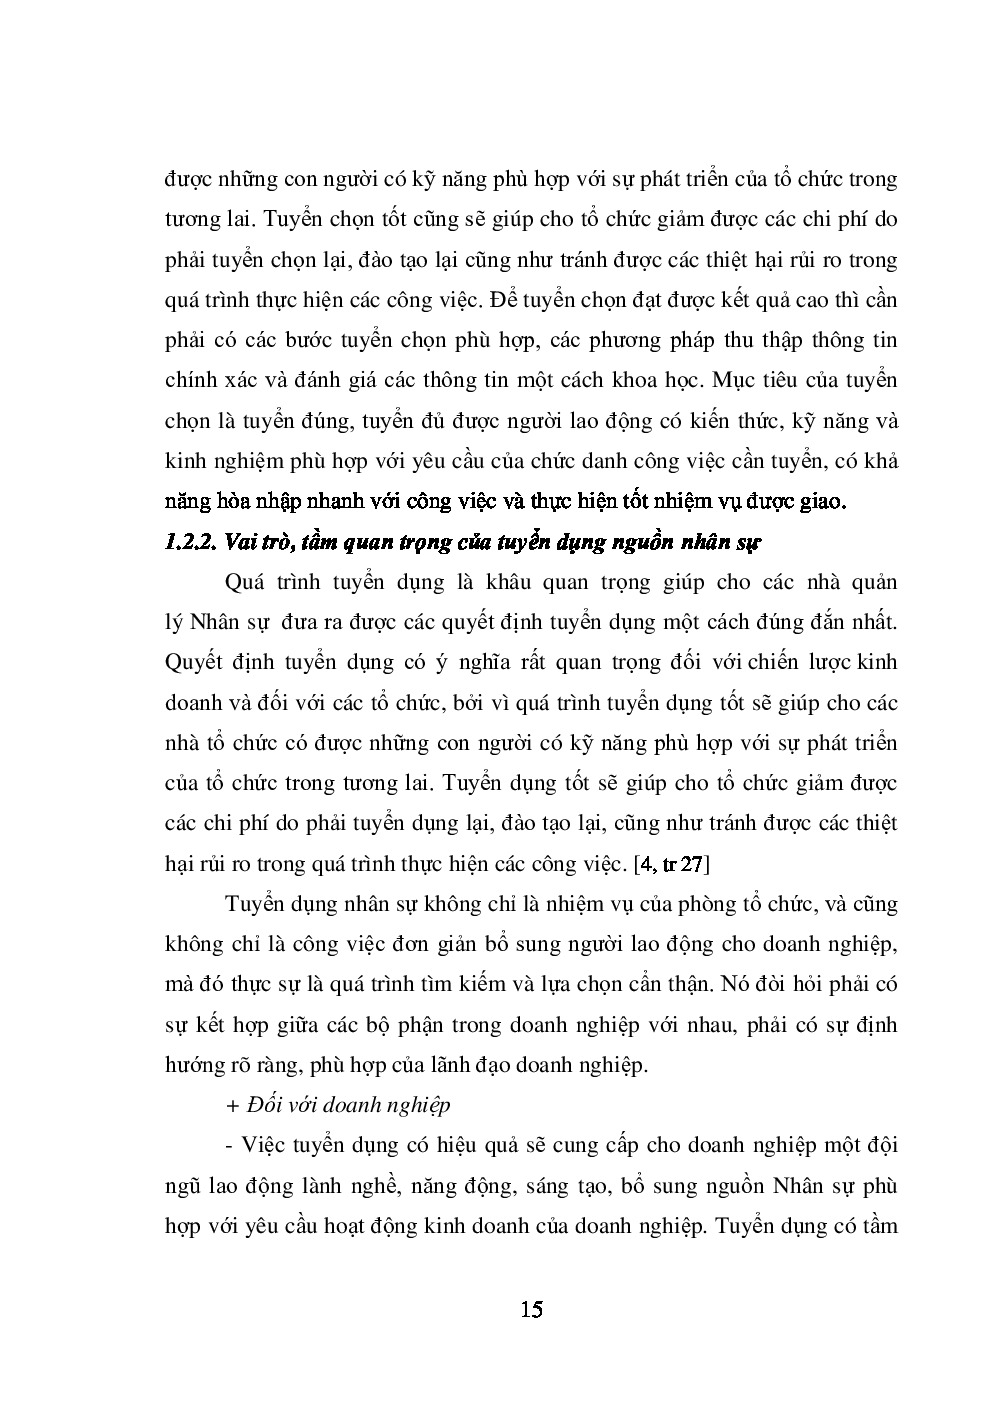 được những con người có kỹ năng phù hợp với sự phát triển của tổ chức trong
tương lai. Tuyển chọn tốt cũng sẽ giúp cho tổ chức giảm được các chi phí do
phải tuyển chọn lại, đào tạo lại cũng như tránh được các thiệt hại rủi ro trong
quá trình thực hiện các công việc. Để tuyển chọn đạt được kết quả cao thì cần
phải có các bước tuyển chọn phù hợp, các phương pháp thu thập thông tin
chính xác và đánh giá các thông tin một cách khoa học. Mục tiêu của tuyển
chọn là tuyển đúng, tuyển đủ được người lao động có kiến thức, kỹ năng và
kinh nghiệm phù hợp với yêu cầu của chức danh công việc cần tuyển, có khả
năng hòa nhập nhanh với công việc và thực hiện tốt nhiệm vụ được giao.
1.2.2. Vai trò, tầm quan trọng của tuyển dụng nguồn nhân sự
Quá trình tuyển dụng là khâu quan trọng giúp cho các nhà quản
lý Nhân sự đưa ra được các quyết định tuyển dụng một cách đúng đắn nhất.
Quyết định tuyển dụng có ý nghĩa rất quan trọng đối với chiến lược kinh
doanh và đối với các tổ chức, bởi vì quá trình tuyển dụng tốt sẽ giúp cho các
nhà tổ chức có được những con người có kỹ năng phù hợp với sự phát triển
của tổ chức trong tương lai. Tuyển dụng tốt sẽ giúp cho tổ chức giảm được
các chi phí do phải tuyển dụng lại, đào tạo lại, cũng như tránh được các thiệt
hại rủi ro trong quá trình thực hiện các công việc. [4, tr 27]
Tuyển dụng nhân sự không chỉ là nhiệm vụ của phòng tổ chức, và cũng
không chỉ là công việc đơn giản bổ sung người lao động cho doanh nghiệp,
mà đó thực sự là quá trình tìm kiếm và lựa chọn cẩn thận. Nó đòi hỏi phải có
sự kết hợp giữa các bộ phận trong doanh nghiệp với nhau, phải có sự định
hướng rõ ràng, phù hợp của lãnh đạo doanh nghiệp.
+ Đối với doanh nghiệp
- Việc tuyển dụng có hiệu quả sẽ cung cấp cho doanh nghiệp một đội
ngũ lao động lành nghề, năng động, sáng tạo, bổ sung nguồn Nhân sự phù
hợp với yêu cầu hoạt động kinh doanh của doanh nghiệp. Tuyển dụng có tầm
15